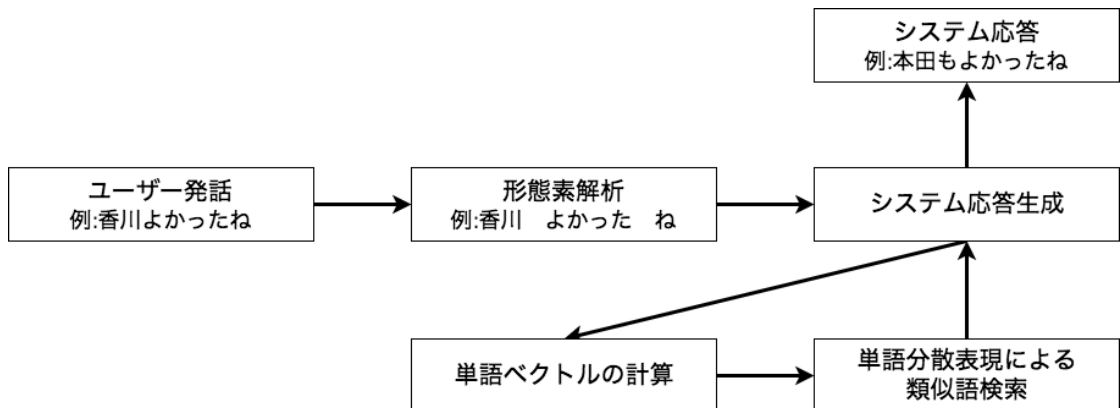 システム応答
例:本田もよかったね
ユーザー発話
例:香川よかったね
形態素解析
例:香川　よかった　ね
システム応答生成
単語ベクトルの計算
単語分散表現による
類似語検索